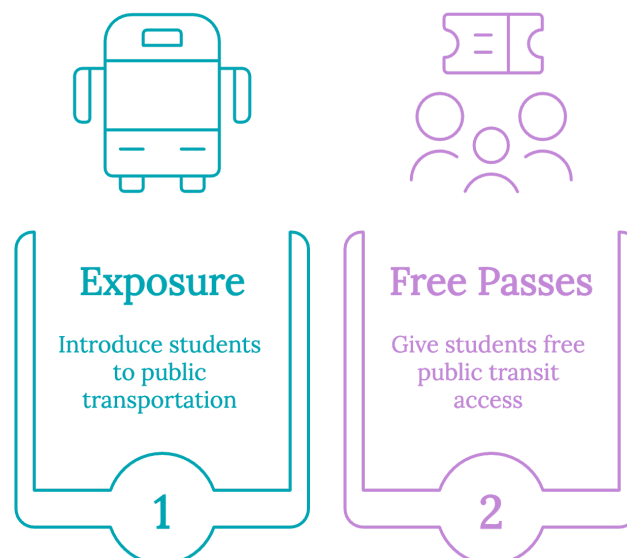 Exposure
Introduce students
to public
transportation
1
Free Passes
Give students free
public transit
access
2